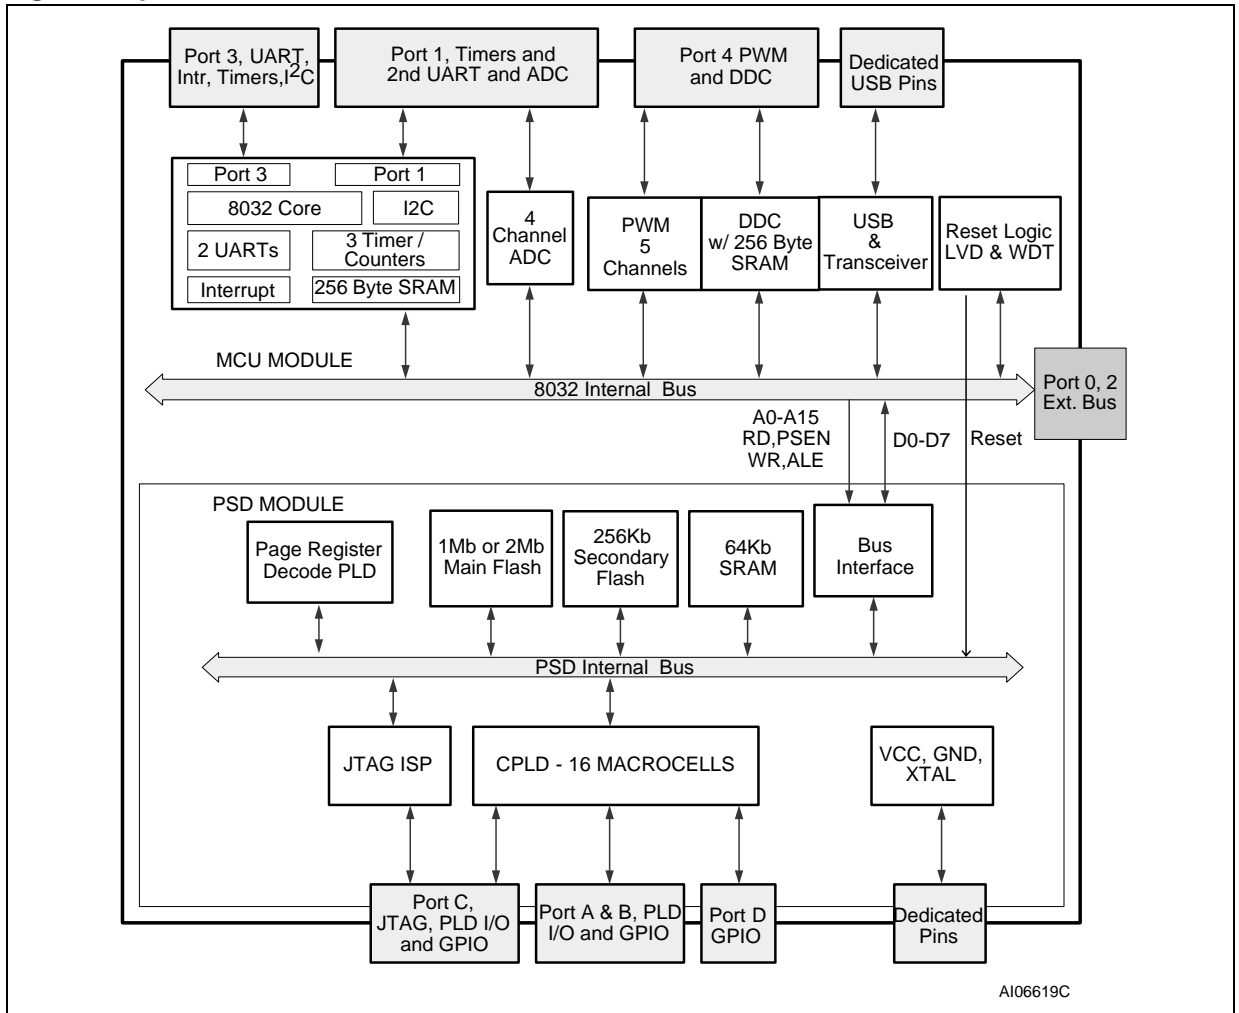 Port 3, UART,
Intr, Timers,I2C
Port 1, Timers and
2nd UART and ADC
Port 4 PWM
and DDC
Dedicated
USB Pins
Port 3
Port 1
8032 Core
I2C
2 UARTs
3 Timer /
Counters
Interrupt
256 Byte SRAM
4
Channel
ADC
PWM
5
Channels
DDC
w/ 256 Byte
SRAM
USB
&
Transceiver
Reset Logic
LVD & WDT
MCU MODULE
8032 Internal Bus
Port 0, 2
Ext. Bus
A0-A15
RD,PSEN
WR,ALE
D0-D7
Reset
PSD MODULE
Page Register
Decode PLD
1Mb or 2Mb
Main Flash
256Kb
Secondary
Flash
64Kb
SRAM
Bus
Interface
PSD Internal Bus
JTAG ISP
CPLD - 16 MACROCELLS
VCC, GND,
XTAL
Port C,
JTAG, PLD I/O
and GPIO
Port A & B, PLD
I/O and GPIO
Port D
GPIO
Dedicated
Pins
AI06619C